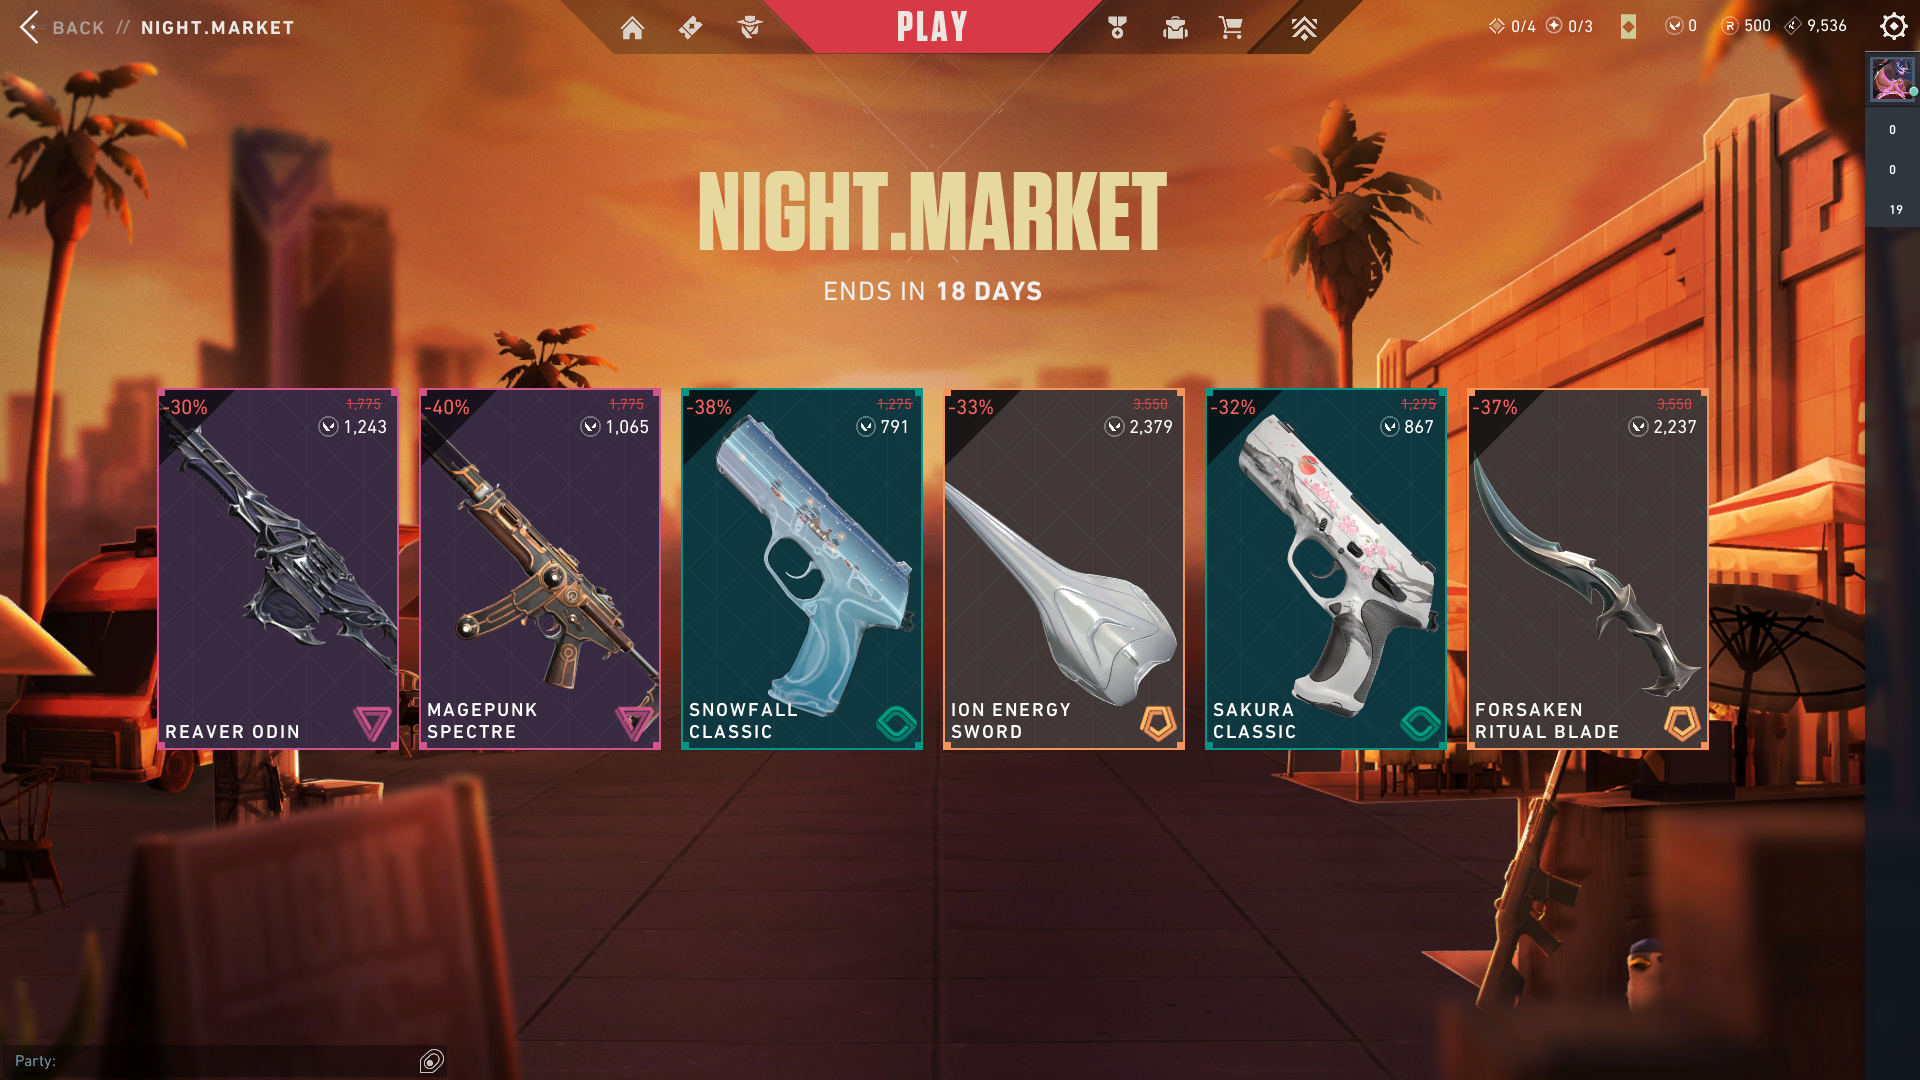 BACK // NIGHT.MARKET
PLAY
0/4 0/3 0 500 9,536
0
0
19
NIGHT.MARKET
ENDS IN 18 DAYS
-30% 1,775
1,243
REAVER ODIN
-40% 1,775
1,065
MAGEPUNK
SPECTRE
-38% 1,275
791
SNOWFALL
CLASSIC
-33% 3,550
2,379
ION ENERGY
SWORD
-32% 1,275
867
SAKURA
CLASSIC
-37% 3,550
2,237
FORSAKEN
RITUAL BLADE
Party: